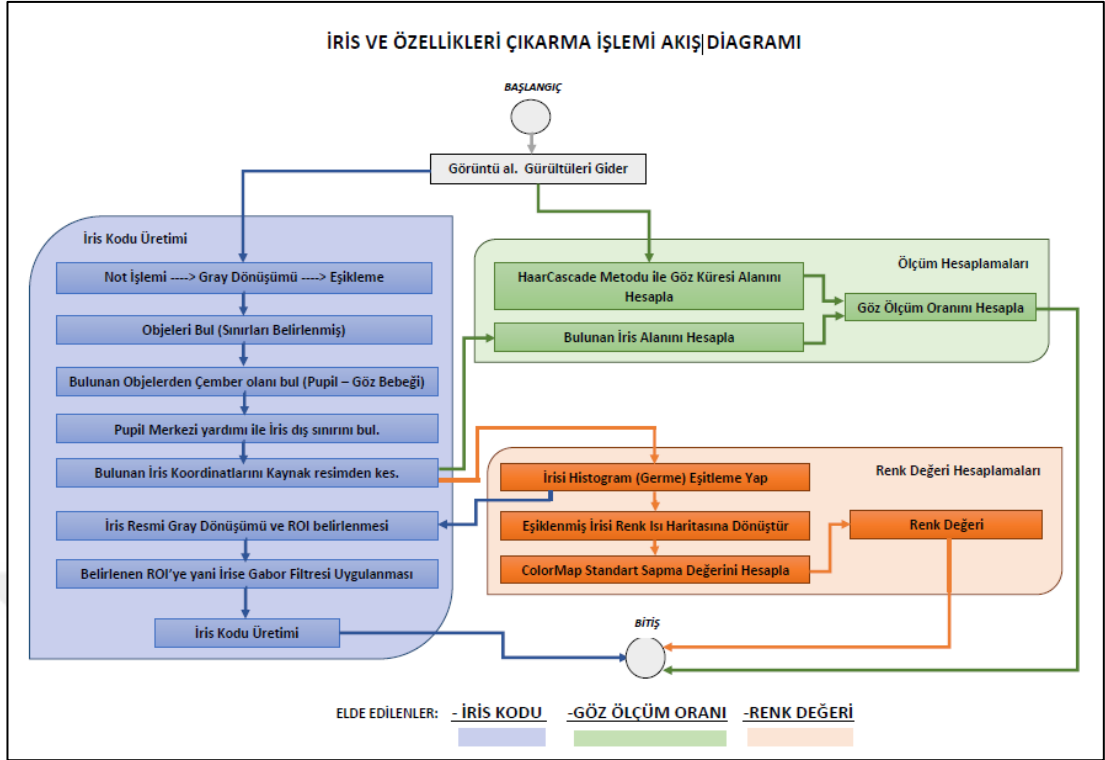 İRİS VE ÖZELLİKLERİ ÇIKARMA İŞLEMİ AKIŞ DİAGRAMI
BAŞLANGIÇ
Görüntü al. Gürültüleri Gider
İris Kodu Üretimi
Not İşlemi ----> Gray Dönüşümü ----> Eşikleme
Objeleri Bul (Sınırları Belirlenmiş)
Bulunan Objelerden Çember olanı bul (Pupil – Göz Bebeği)
Pupil Merkezi yardımı ile İris dış sınırını bul.
Bulunan İris Koordinatlarını Kaynak resimden kes.
İris Resmi Gray Dönüşümü ve ROI belirlenmesi
Belirlenen ROI'ye yani İrise Gabor Filtresi Uygulanması
İris Kodu Üretimi
Ölçüm Hesaplamaları
HaarCascade Metodu ile Göz Küresi Alanını
Hesapla
Bulunan İris Alanını Hesapla
Göz Ölçüm Oranını Hesapla
Renk Değeri Hesaplamaları
İrisi Histogram (Germe) Eşitleme Yap
Eşiklenmiş İrisi Renk Isı Haritasına Dönüştür
ColorMap Standart Sapma Değerini Hesapla
Renk Değeri
BİTİŞ
ELDE EDİLENLER: - İRİS KODU -GÖZ ÖLÇÜM ORANI -RENK DEĞERİ